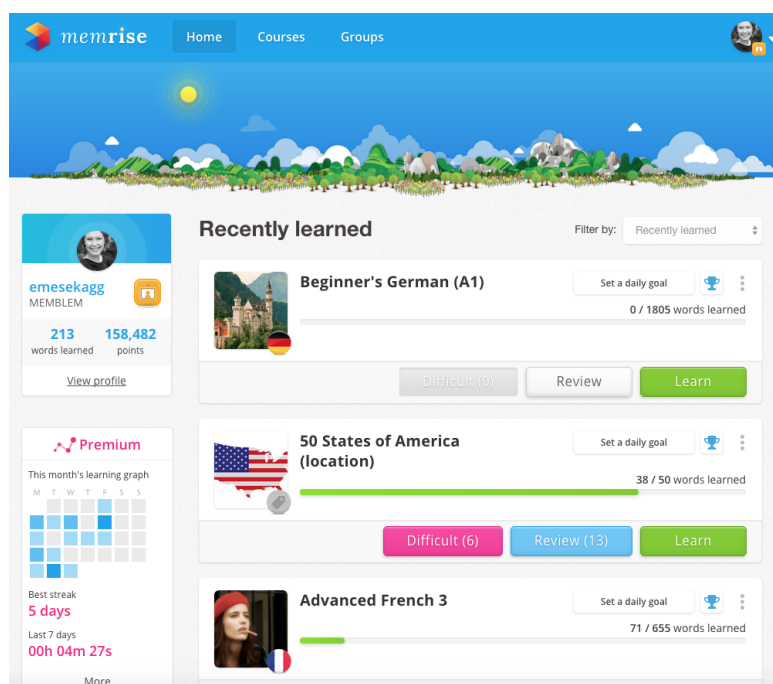 memrise
Home Courses Groups
Recently learned
Filter by: Recently learned
emesekagg
MEMBLEM
213 158,482
words learned points
View profile
Beginner's German (A1)
Set a daily goal
0 / 1805 words learned
Difficult (0) Review Learn
Premium
This month's learning graph
M T W T F S S
Best streak
5 days
Last 7 days
00h 04m 27s
More
50 States of America
(location)
Set a daily goal
38 / 50 words learned
Difficult (6) Review (13) Learn
Advanced French 3
Set a daily goal
71 / 655 words learned